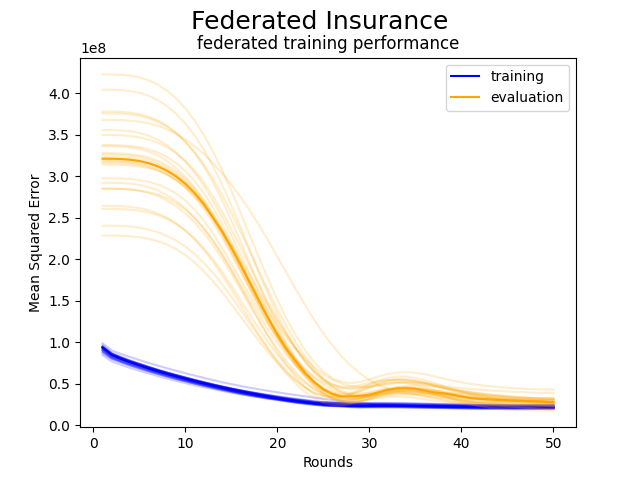 Federated Insurance
federated training performance
1e8
training
evaluation
4.0
3.5
3.0
2.5
2.0
1.5
1.0
0.5
0.0
Mean Squared Error
0 10 20 30 40 50
Rounds